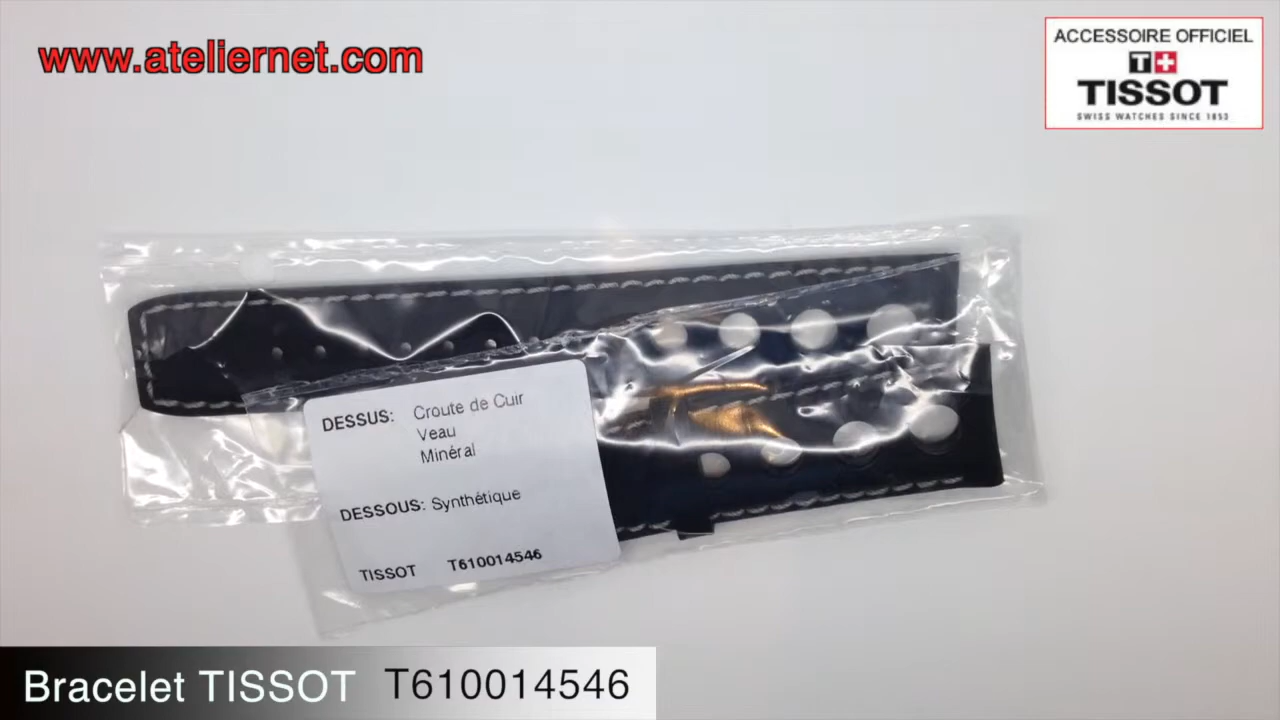 www.ateliernet.com
ACCESSOIRE OFFICIEL
T+
TISSOT
SWISS WATCHES SINCE 1853
DESSUS: Croute de Cuir
Veau
Minéral
DESSOUS: Synthétique
TISSOT T610014546
Bracelet TISSOT T610014546